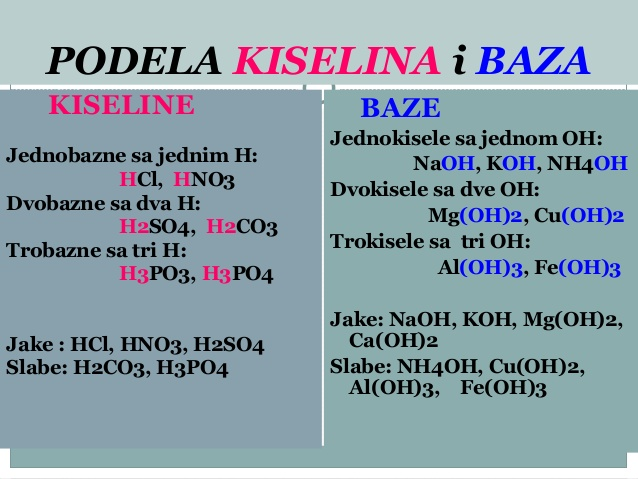 PODELA KISELINA i BAZA
KISELINE
Jednobazne sa jednim H:
HCl, HNO3
Dvobazne sa dva H:
H2SO4, H2CO3
Trobazne sa tri H:
H3PO3, H3PO4
Jake : HCl, HNO3, H2SO4
Slabe: H2CO3, H3PO4
BAZE
Jednokisele sa jednom OH:
NaOH, KOH, NH4OH
Dvokisele sa dve OH:
Mg(OH)2, Cu(OH)2
Trokisele sa tri OH:
Al(OH)3, Fe(OH)3
Jake: NaOH, KOH, Mg(OH)2,
Ca(OH)2
Slabe: NH4OH, Cu(OH)2,
Al(OH)3, Fe(OH)3